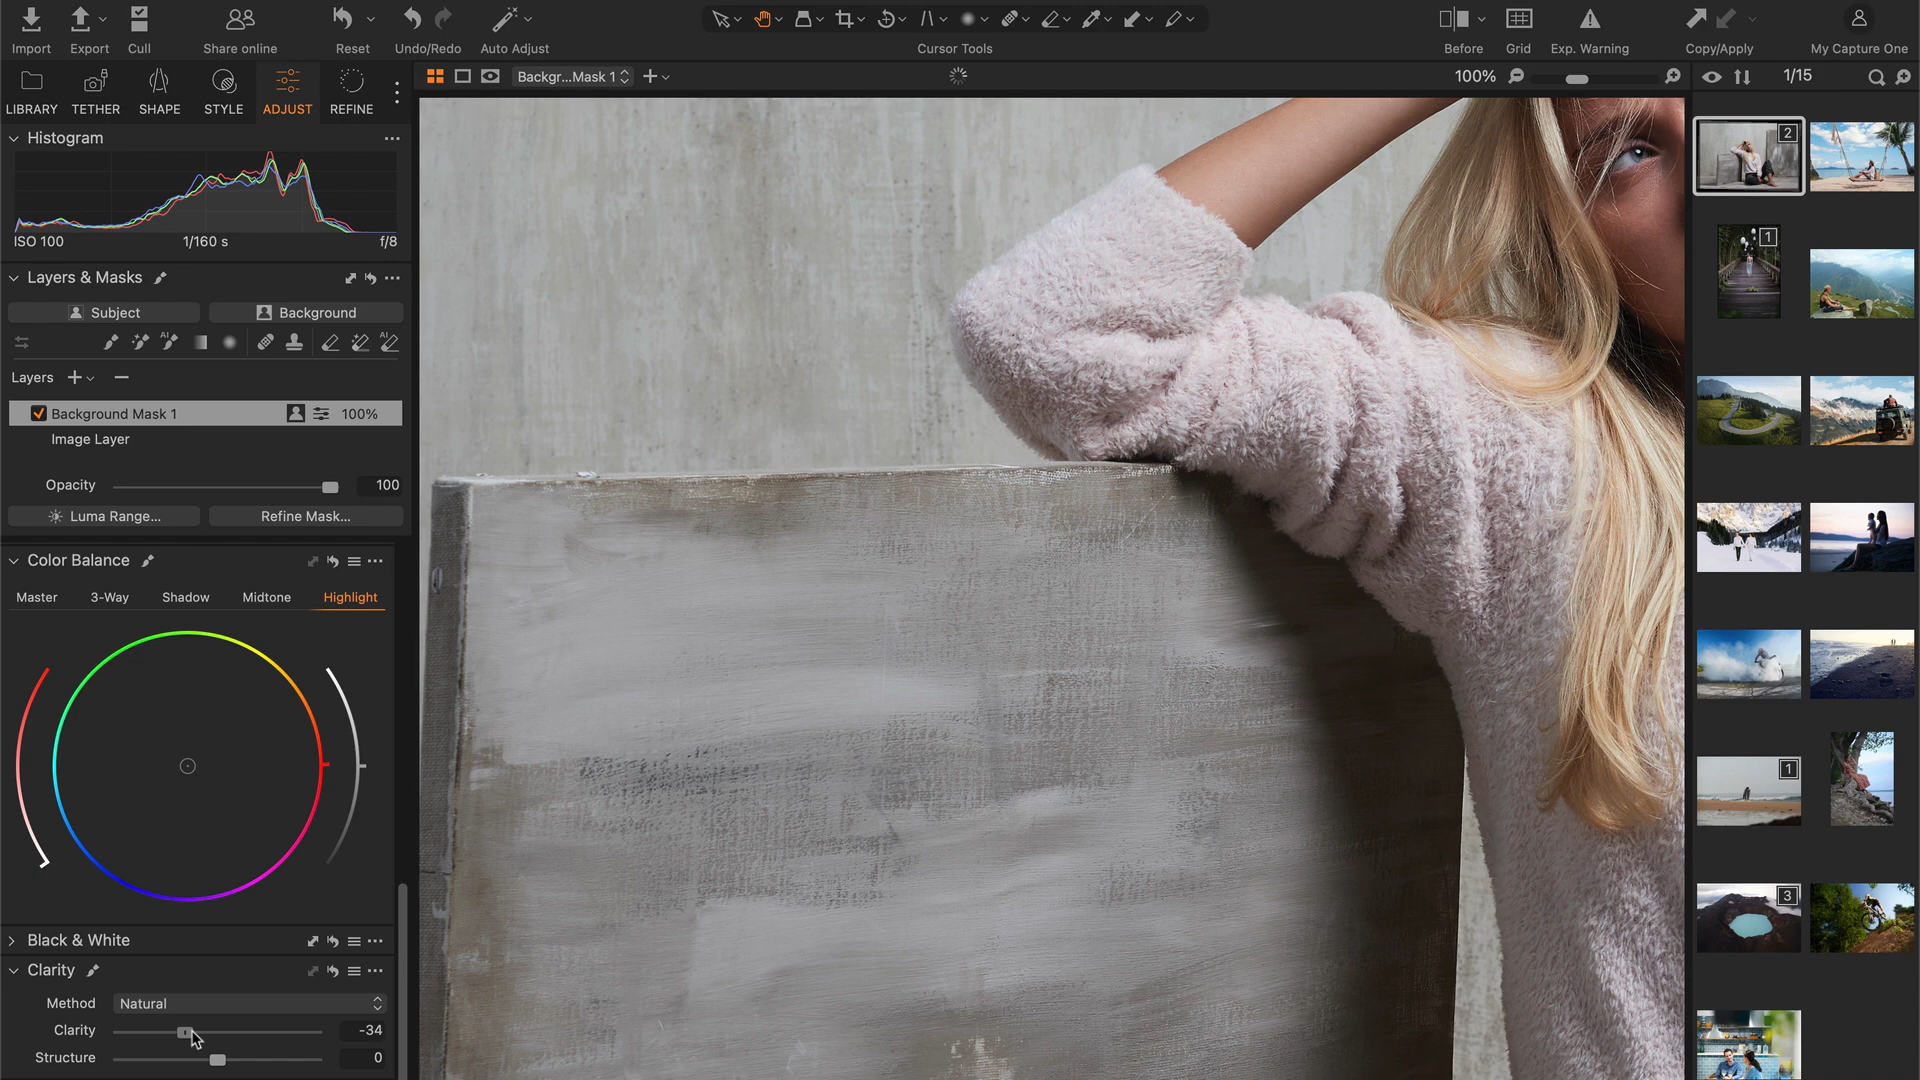 Import Export Cull Share online Reset Undo/Redo Auto Adjust Cursor Tools Before Grid Exp. Warning Copy/Apply My Capture One
LIBRARY TETHER SHAPE STYLE ADJUST REFINE
Backgr...Mask 1
100%
1/15
Histogram
ISO 100 1/160 s f/8
Layers & Masks
Subject Background
AI AI
Layers
Background Mask 1 100%
Image Layer
Opacity 100
Luma Range... Refine Mask...
Color Balance
Master 3-Way Shadow Midtone Highlight
Black & White
Clarity
Method Natural
Clarity -34
Structure 0
2
1
1
3